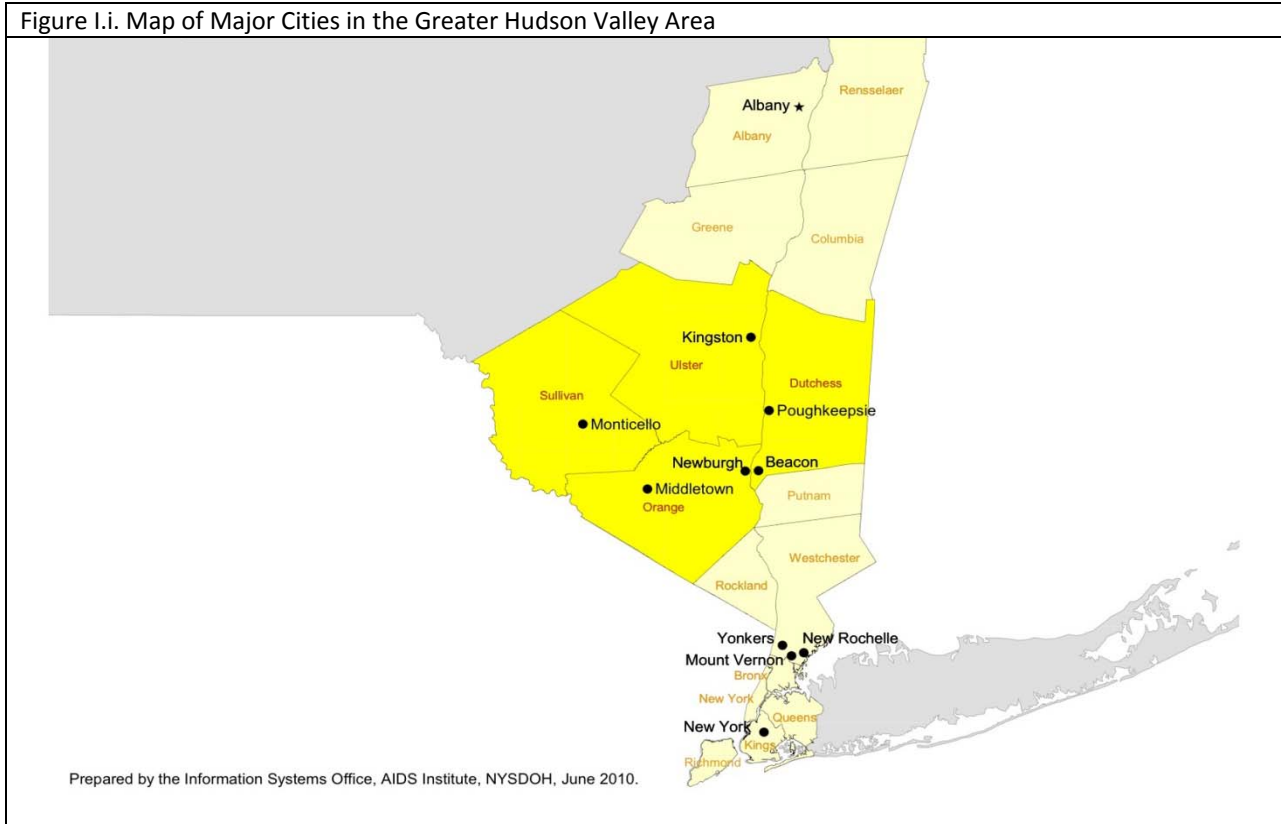 Figure I.i. Map of Major Cities in the Greater Hudson Valley Area
Rensselaer
Albany
Albany
Greene
Columbia
Kingston
Ulster
Dutchess
Sullivan
Poughkeepsie
Monticello
Newburgh
Beacon
Middletown
Putnam
Orange
Westchester
Rockland
Yonkers
New Rochelle
Mount Vernon
Bronx
New York
Queens
New York
Kings
Richmond
Prepared by the Information Systems Office, AIDS Institute, NYSDOH, June 2010.